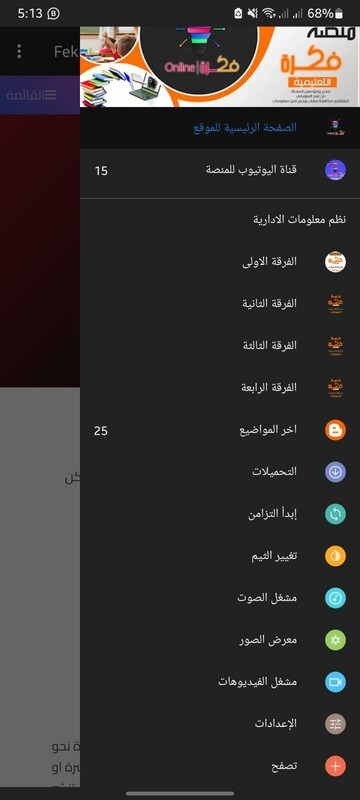 5:13
68%
منصة
فكرة
التعليمية
Online فكرة
Fek
القائمة
الصفحة الرئيسية للموقع
قناة اليوتيوب للمنصة
15
نظم معلومات الادارية
الفرقة الاولى
الفرقة الثانية
الفرقة الثالثة
الفرقة الرابعة
اخر المواضيع
25
التحميلات
إبدأ التزامن
تغيير الثيم
مشغل الصوت
معرض الصور
مشغل الفيديوهات
الإعدادات
تصفح
كن
ة نحو
سرة او